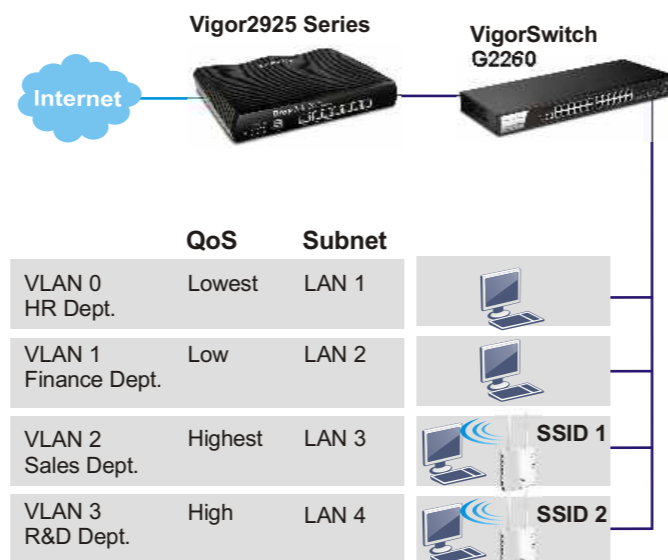 Vigor2925 Series
VigorSwitch
G2260
Internet
QoS Subnet
VLAN 0 Lowest LAN 1
HR Dept.
VLAN 1 Low LAN 2
Finance Dept.
VLAN 2 Highest LAN 3 SSID 1
Sales Dept.
VLAN 3 High LAN 4 SSID 2
R&D Dept.